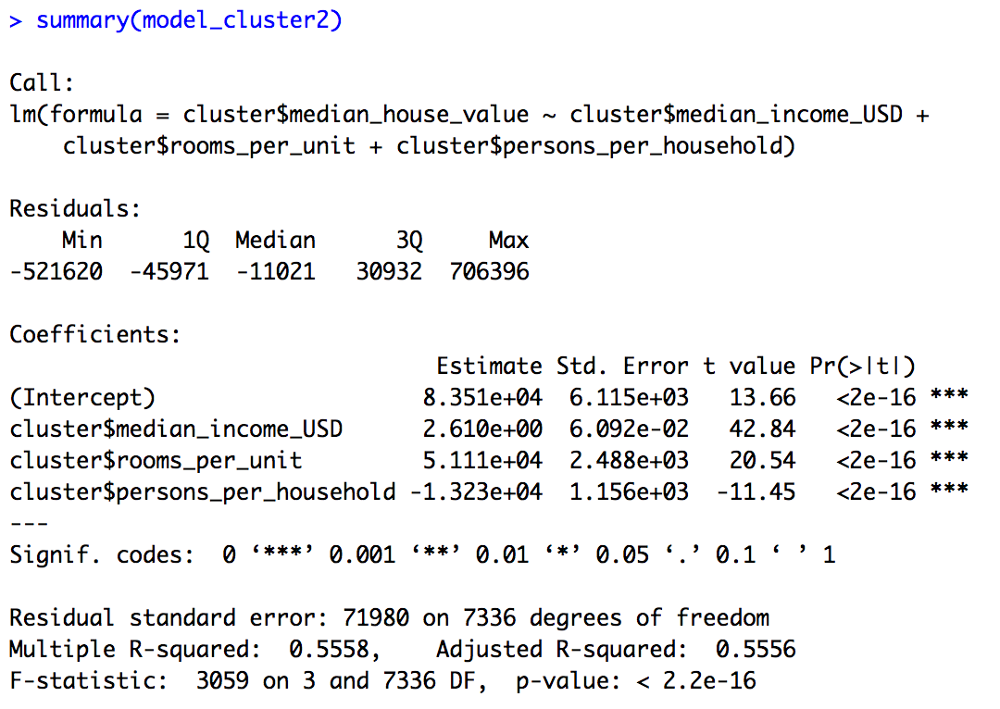 > summary(model_cluster2)
Call:
lm(formula = cluster$median_house_value ~ cluster$median_income_USD +
    cluster$rooms_per_unit + cluster$persons_per_household)
Residuals:
    Min      1Q  Median      3Q     Max
-521620  -45971  -11021   30932  706396
Coefficients:
                                Estimate Std. Error t value Pr(>|t|)
(Intercept)                    8.351e+04  6.115e+03   13.66   <2e-16 ***
cluster$median_income_USD      2.610e+00  6.092e-02   42.84   <2e-16 ***
cluster$rooms_per_unit         5.111e+04  2.488e+03   20.54   <2e-16 ***
cluster$persons_per_household -1.323e+04  1.156e+03  -11.45   <2e-16 ***
---
Signif. codes:  0 ‘***’ 0.001 ‘**’ 0.01 ‘*’ 0.05 ‘.’ 0.1 ‘ ’ 1
Residual standard error: 71980 on 7336 degrees of freedom
Multiple R-squared:  0.5558,    Adjusted R-squared:  0.5556
F-statistic:  3059 on 3 and 7336 DF,  p-value: < 2.2e-16